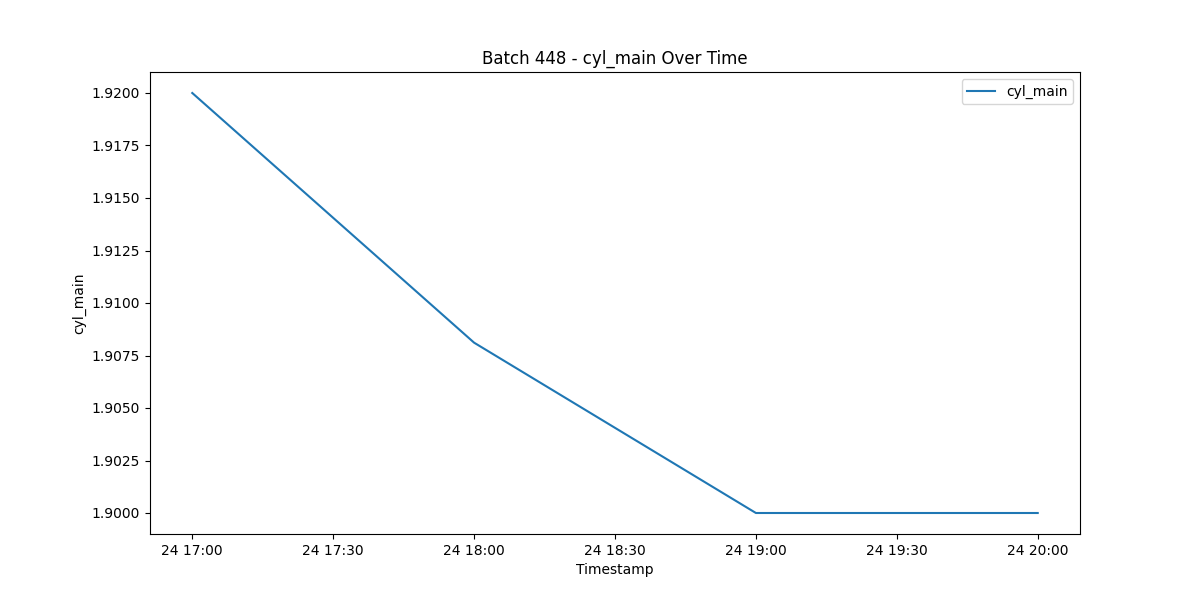 Batch 448 - cyl_main Over Time
cyl_main
1.9200
1.9175
1.9150
1.9125
1.9100
1.9075
1.9050
1.9025
1.9000
cyl_main
24 17:00 24 17:30 24 18:00 24 18:30 24 19:00 24 19:30 24 20:00
Timestamp